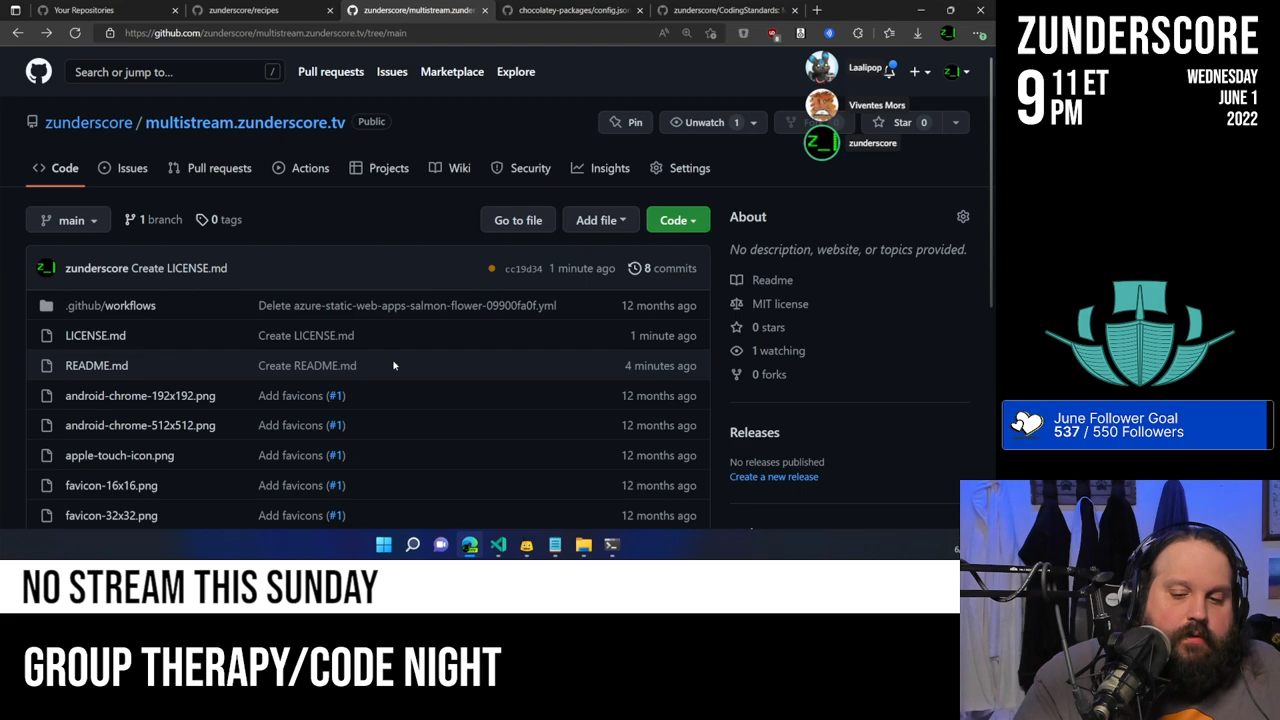 Your Repositories
zunderscore/recipes
zunderscore/multistream.zunde
chocolatey-packages/config.jso
zunderscore/CodingStandards: M
https://github.com/zunderscore/multistream.zunderscore.tv/tree/main
Search or jump to...
/
Pull requests
Issues
Marketplace
Explore
Laalipop
Viventes Mors
zunderscore
zunderscore / multistream.zunderscore.tv
Public
Pin
Unwatch 1
Star 0
Code
Issues
Pull requests
Actions
Projects
Wiki
Security
Insights
Settings
main
1 branch
0 tags
Go to file
Add file
Code
zunderscore Create LICENSE.md
cc19d34 1 minute ago
8 commits
.github/workflows Delete azure-static-web-apps-salmon-flower-09900fa0f.yml 12 months ago
LICENSE.md Create LICENSE.md 1 minute ago
README.md Create README.md 4 minutes ago
android-chrome-192x192.png Add favicons (#1) 12 months ago
android-chrome-512x512.png Add favicons (#1) 12 months ago
apple-touch-icon.png Add favicons (#1) 12 months ago
favicon-16x16.png Add favicons (#1) 12 months ago
favicon-32x32.png Add favicons (#1) 12 months ago
About
No description, website, or topics provided.
Readme
MIT license
0 stars
1 watching
0 forks
Releases
No releases published
Create a new release
ZUNDERSCORE
9 PM
11 ET
WEDNESDAY
JUNE 1
2022
June Follower Goal
537 / 550 Followers
NO STREAM THIS SUNDAY
GROUP THERAPY/CODE NIGHT